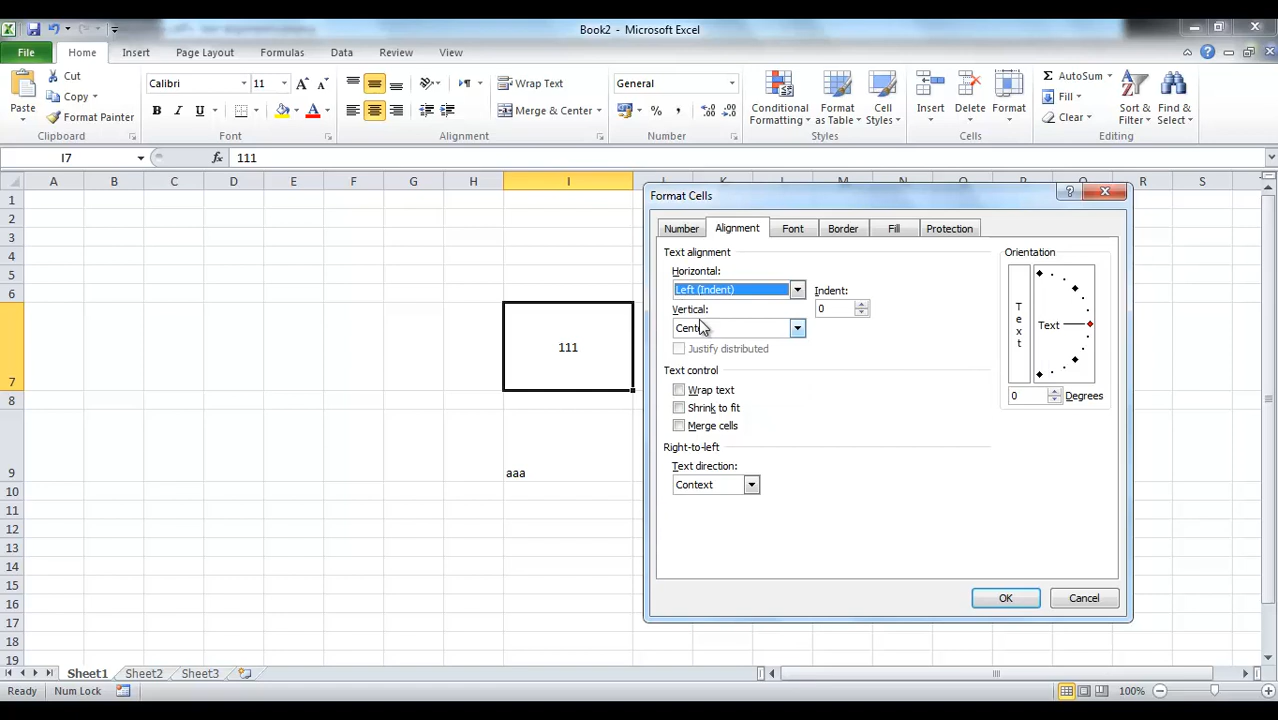 Book2 - Microsoft Excel
File Home Insert Page Layout Formulas Data Review View
Paste
Cut
Copy
Format Painter
Clipboard
Calibri 11
B I U
Font
Wrap Text
Merge & Center
Alignment
General
Number
Conditional Formatting
Format as Table
Cell Styles
Styles
Insert Delete Format
Cells
AutoSum
Fill
Clear
Sort & Filter
Find & Select
Editing
I7 fx 111
A B C D E F G H I R S
1
2
3
4
5
6
7 111
8
9 aaa
10
11
12
13
14
15
16
17
18
19
Format Cells
Number Alignment Font Border Fill Protection
Text alignment
Horizontal:
Left (Indent)
Indent:
0
Vertical:
Justify distributed
Text control
Wrap text
Shrink to fit
Merge cells
Right-to-left
Text direction:
Context
Orientation
Text
Text
0 Degrees
OK Cancel
Sheet1 Sheet2 Sheet3
Ready Num Lock 100%